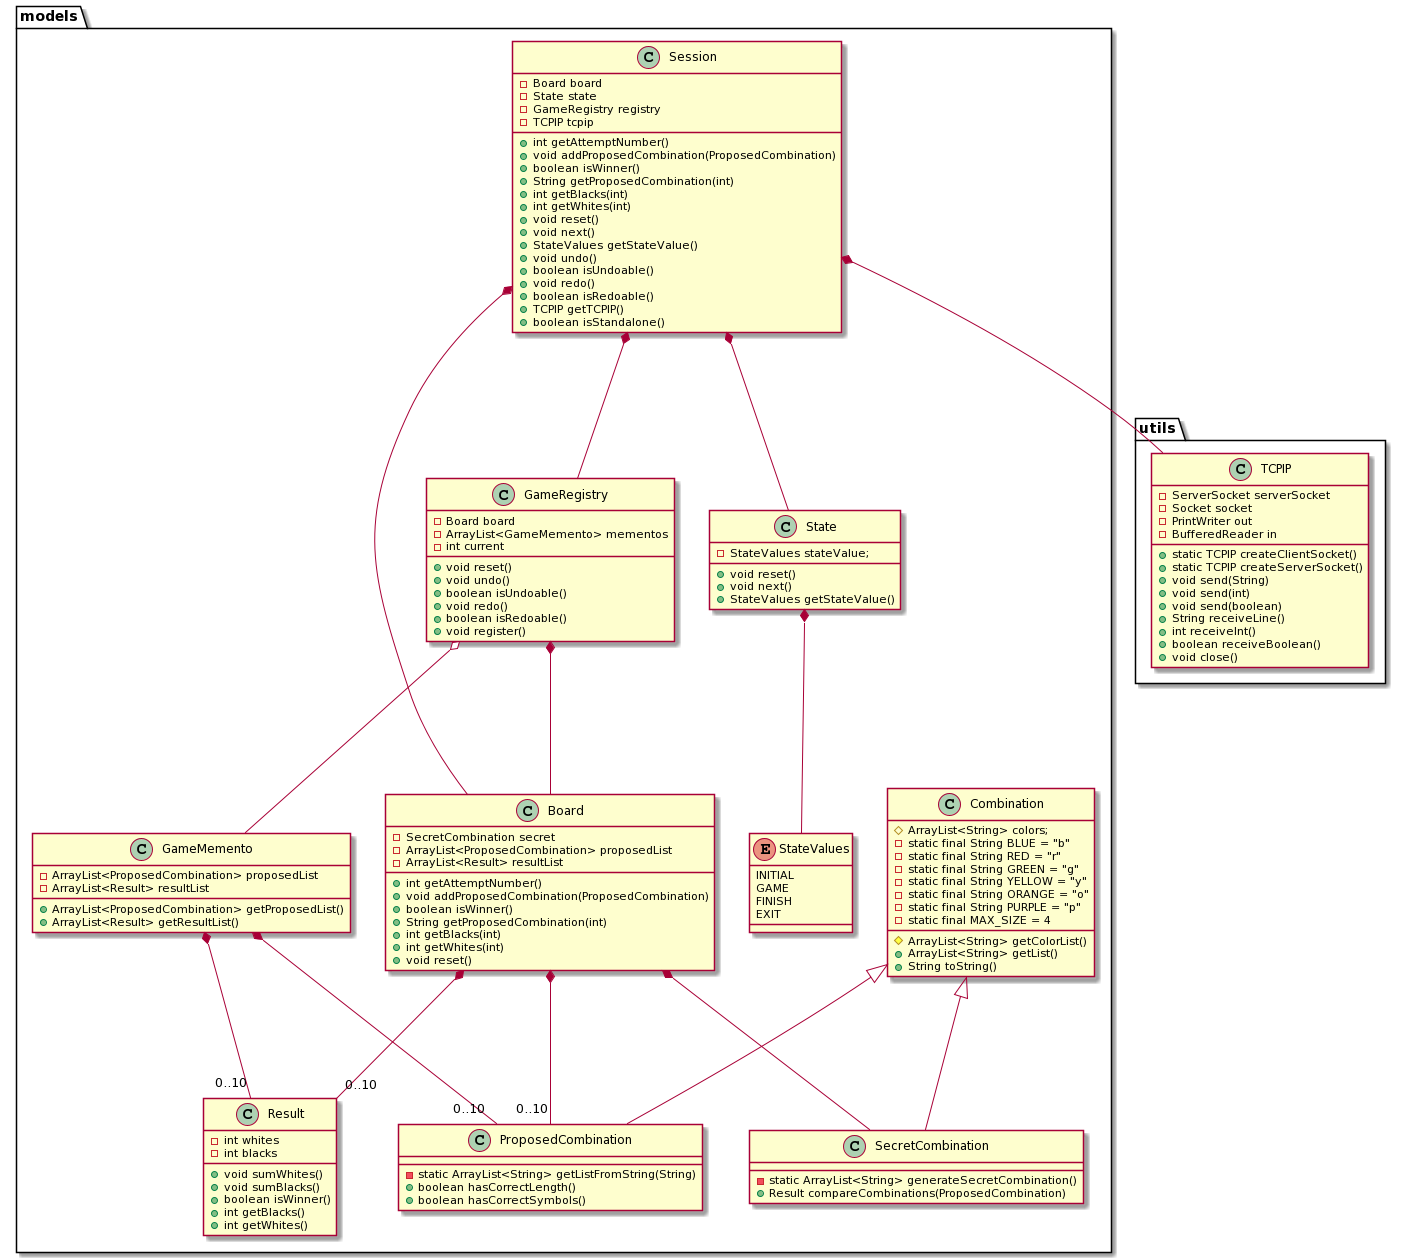 models
Session
Board board
State state
GameRegistry registry
TCPIP tcpip
int getAttemptNumber()
void addProposedCombination(ProposedCombination)
boolean isWinner()
String getProposedCombination(int)
int getBlacks(int)
int getWhites(int)
void reset()
void next()
StateValues getStateValue()
void undo()
boolean isUndoable()
void redo()
boolean isRedoable()
TCPIP getTCPIP()
boolean isStandalone()
utils
TCPIP
ServerSocket serverSocket
Socket socket
PrintWriter out
BufferedReader in
static TCPIP createClientSocket()
static TCPIP createServerSocket()
void send(String)
void send(int)
void send(boolean)
String receiveLine()
int receiveInt()
boolean receiveBoolean()
void close()
GameRegistry
Board board
ArrayList<GameMemento> mementos
int current
void reset()
void undo()
boolean isUndoable()
void redo()
boolean isRedoable()
void register()
State
StateValues stateValue;
void reset()
void next()
StateValues getStateValue()
GameMemento
ArrayList<ProposedCombination> proposedList
ArrayList<Result> resultList
ArrayList<ProposedCombination> getProposedList()
ArrayList<Result> getResultList()
Board
SecretCombination secret
ArrayList<ProposedCombination> proposedList
ArrayList<Result> resultList
int getAttemptNumber()
void addProposedCombination(ProposedCombination)
boolean isWinner()
String getProposedCombination(int)
int getBlacks(int)
int getWhites(int)
void reset()
StateValues
INITIAL
GAME
FINISH
EXIT
Combination
ArrayList<String> colors;
static final String BLUE = "b"
static final String RED = "r"
static final String GREEN = "g"
static final String YELLOW = "y"
static final String ORANGE = "o"
static final String PURPLE = "p"
static final MAX_SIZE = 4
ArrayList<String> getColorList()
ArrayList<String> getList()
String toString()
0..10
0..10
0..10
0..10
Result
int whites
int blacks
void sumWhites()
void sumBlacks()
boolean isWinner()
int getBlacks()
int getWhites()
ProposedCombination
static ArrayList<String> getListFromString(String)
boolean hasCorrectLength()
boolean hasCorrectSymbols()
SecretCombination
static ArrayList<String> generateSecretCombination()
Result compareCombinations(ProposedCombination)